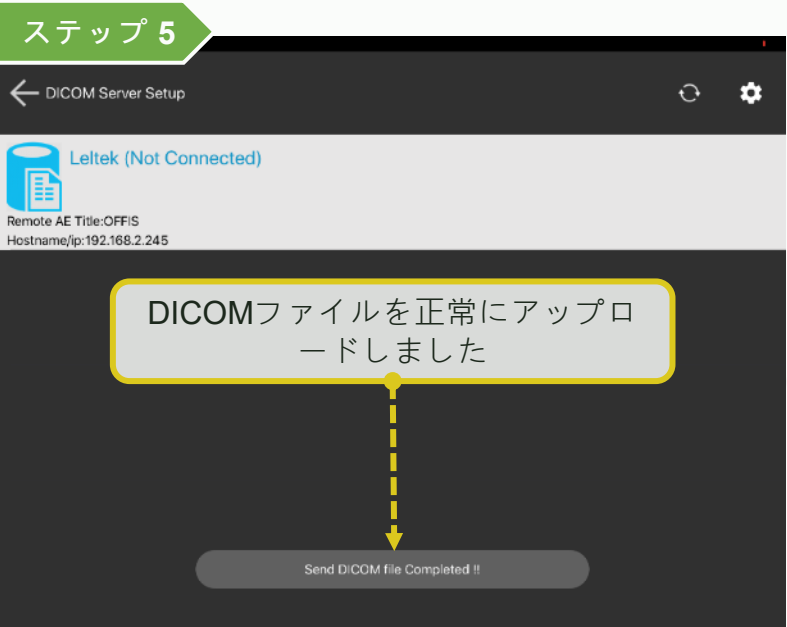 ステップ 5
DICOM Server Setup
Leltek (Not Connected)
Remote AE Title:OFFIS
Hostname/ip:192.168.2.245
DICOMファイルを正常にアップロ
ードしました
Send DICOM file Completed !!